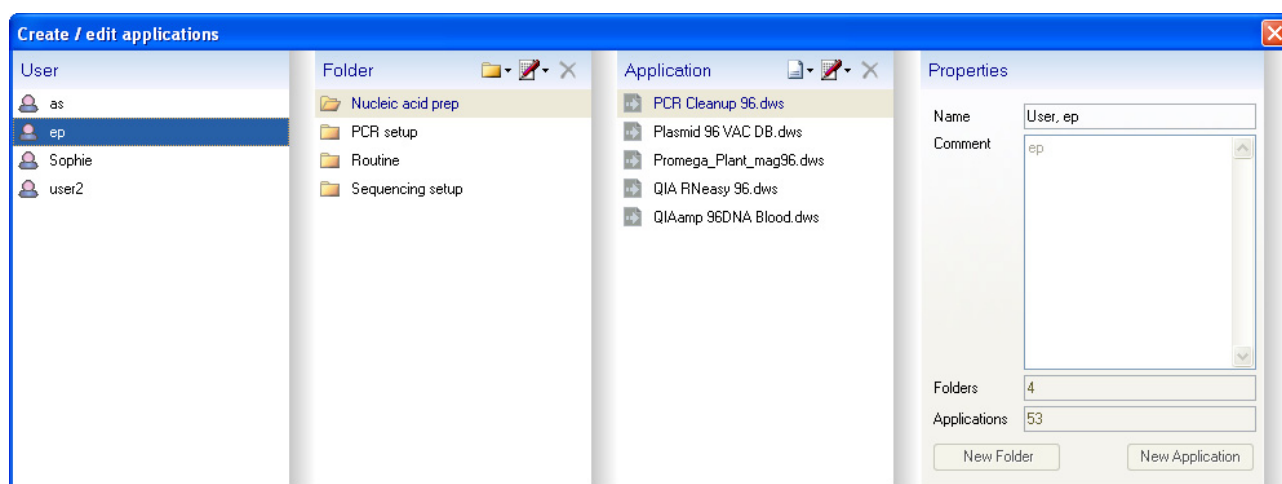 Create / edit applications
User
as
ep
Sophie
user2
Folder
Nucleic acid prep
PCR setup
Routine
Sequencing setup
Application
PCR Cleanup 96.dws
Plasmid 96 VAC DB.dws
Promega_Plant_mag96.dws
QIA RNeasy 96.dws
QIAamp 96DNA Blood.dws
Properties
Name User, ep
Comment ep
Folders 4
Applications 53
New Folder New Application